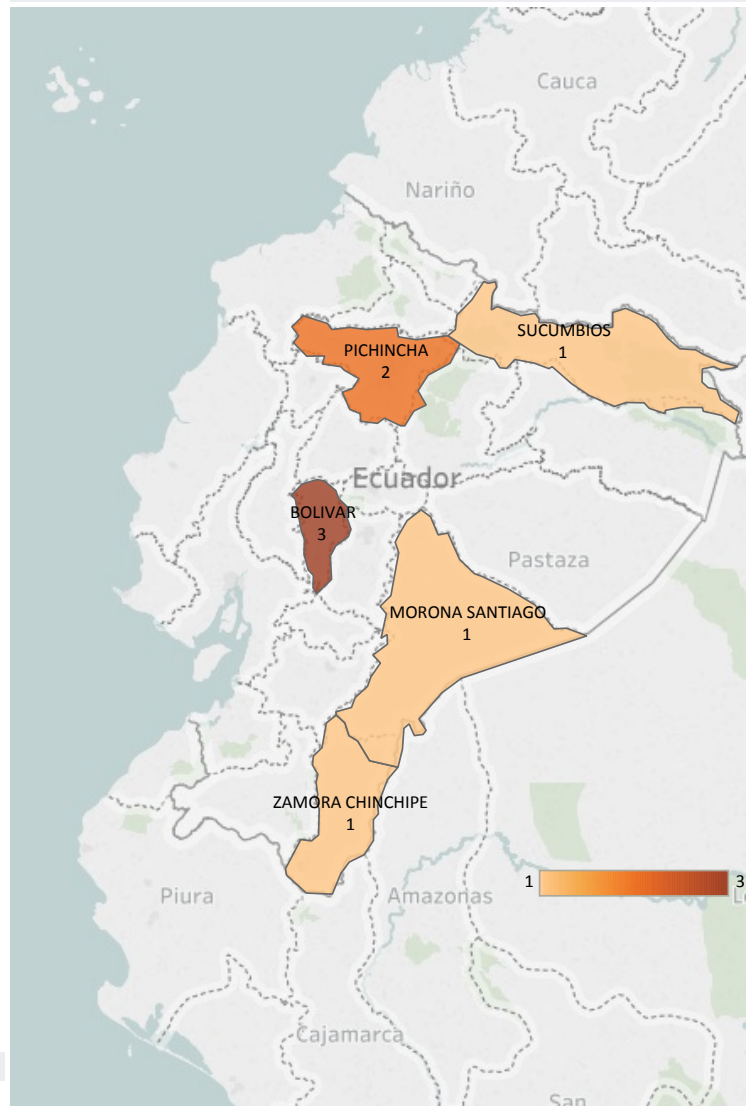 Cauca
Nariño
SUCUMBIOS
1
PICHINCHA
2
Ecuador
BOLIVAR
3
Pastaza
MORONA SANTIAGO
1
ZAMORA CHINCHIPE
1
1
3
Piura
Amazonas
Cajamarca
San